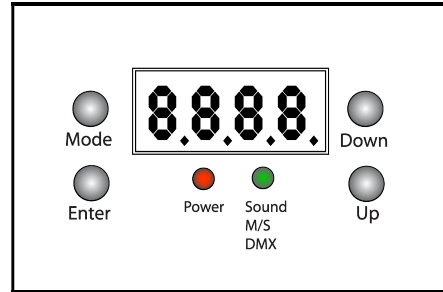 8.8.8.8.
Mode
Down
Enter
Power
Sound
M/S
DMX
Up